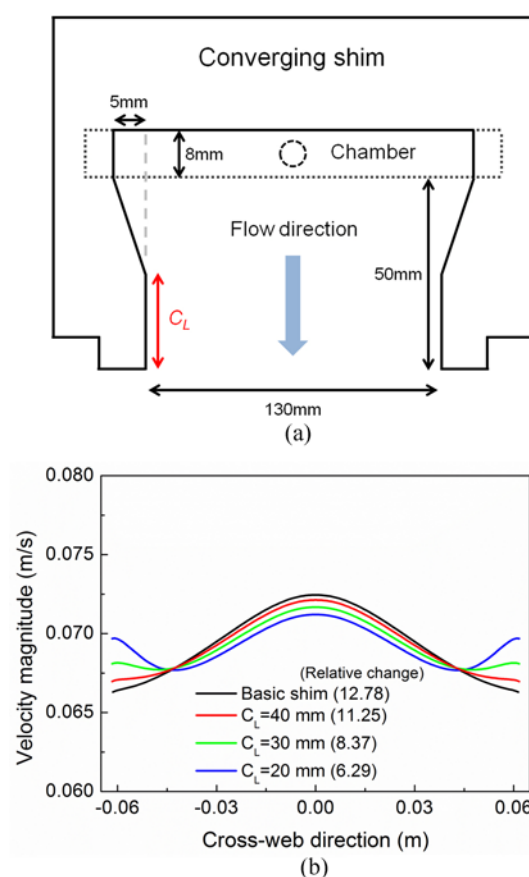 Converging shim
5mm
8mm
Chamber
Flow direction
50mm
C_L
130mm
(a)
0.080
0.075
0.070
0.065
0.060
Velocity magnitude (m/s)
(Relative change)
Basic shim (12.78)
C_L=40 mm (11.25)
C_L=30 mm (8.37)
C_L=20 mm (6.29)
-0.06 -0.03 0.00 0.03 0.06
Cross-web direction (m)
(b)